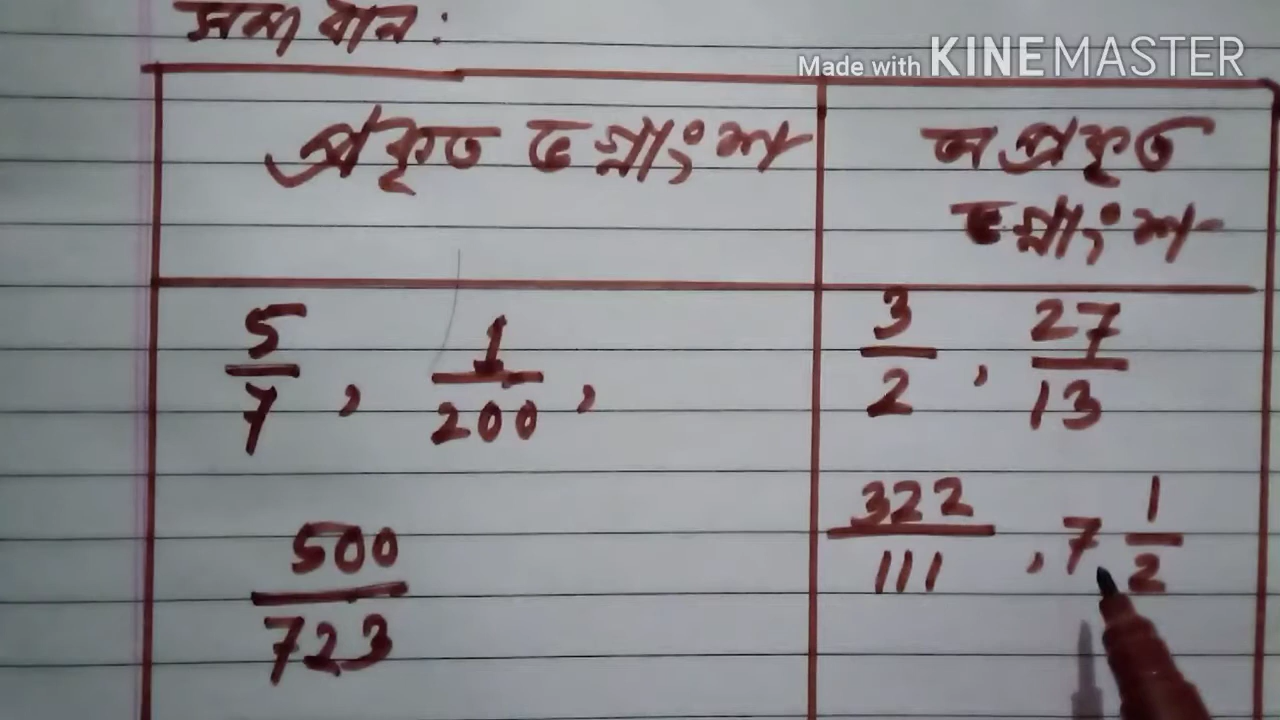 সমাধান:
Made with KINEMASTER
প্রকৃত ভগ্নাংশ
অপ্রকৃত
ভগ্নাংশ
5/7, 1/200,
3/2, 27/13
500/723
322/111, 7 1/2